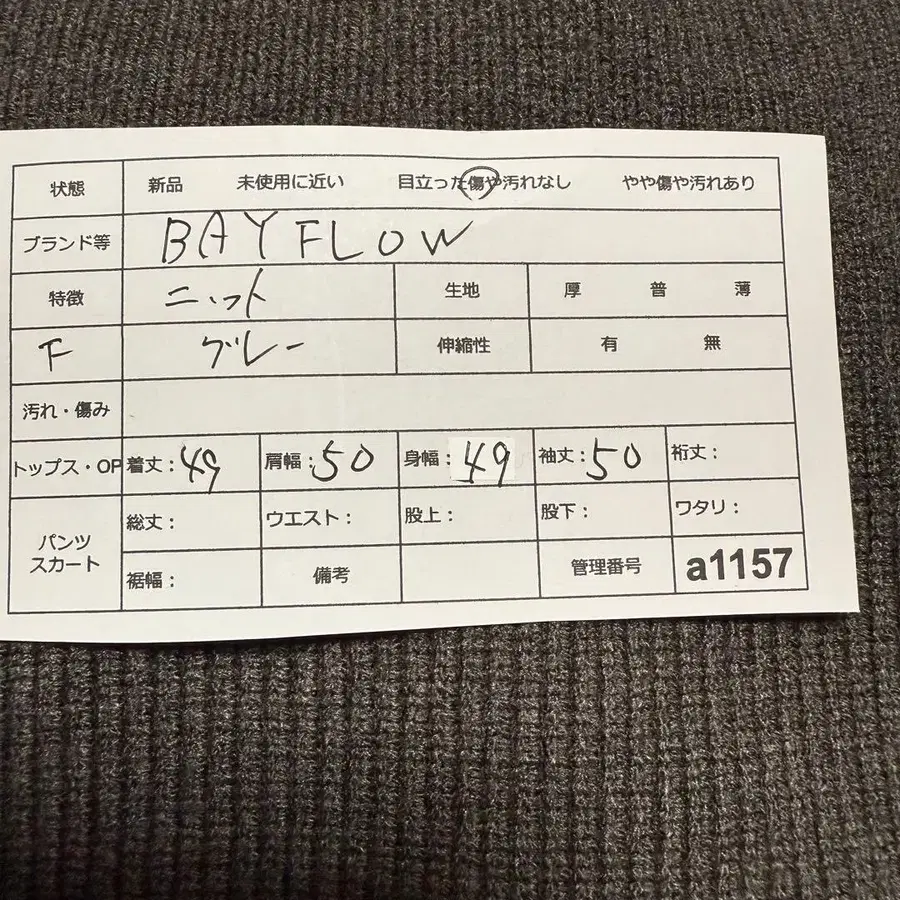 状態 新品 未使用に近い 目立った傷や汚れなし やや傷や汚れあり
ブランド等 BAYFLOW
特徴 ニット 生地 厚 普 薄
F グレー 伸縮性 有 無
汚れ・傷み
トップス・OP 着丈:49 肩幅:50 身幅:49 袖丈:50 裄丈:
パンツ
スカート
総丈: ウエスト: 股上: 股下: ワタリ:
裾幅: 備考 管理番号 a1157